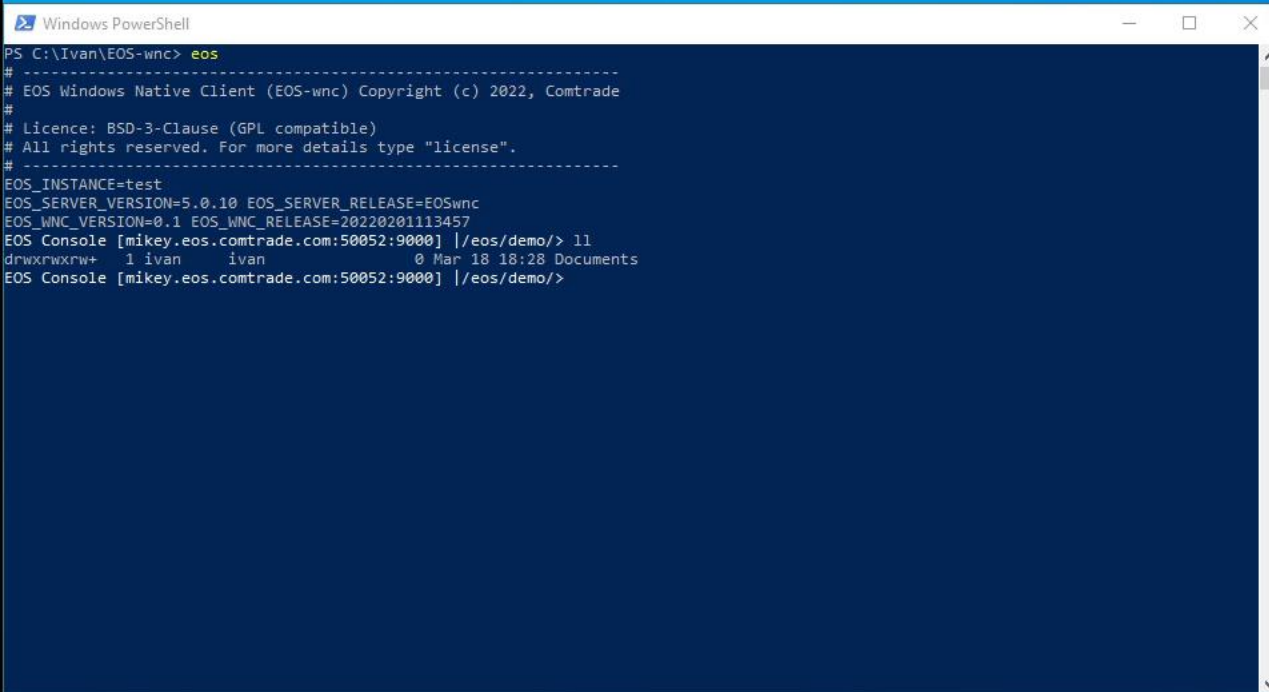 Windows PowerShell
PS C:\Ivan\EOS-wnc> eos
# ----------------------------------------------------------------
# EOS Windows Native Client (EOS-wnc) Copyright (c) 2022, Comtrade
#
# Licence: BSD-3-Clause (GPL compatible)
# All rights reserved. For more details type "license".
# ----------------------------------------------------------------
EOS_INSTANCE=test
EOS_SERVER_VERSION=5.0.10 EOS_SERVER_RELEASE=EOSwnc
EOS_WNC_VERSION=0.1 EOS_WNC_RELEASE=20220201113457
EOS Console [mikey.eos.comtrade.com:50052:9000] |/eos/demo/> ll
drwxrwxrw+   1 ivan     ivan                0 Mar 18 18:28 Documents
EOS Console [mikey.eos.comtrade.com:50052:9000] |/eos/demo/>